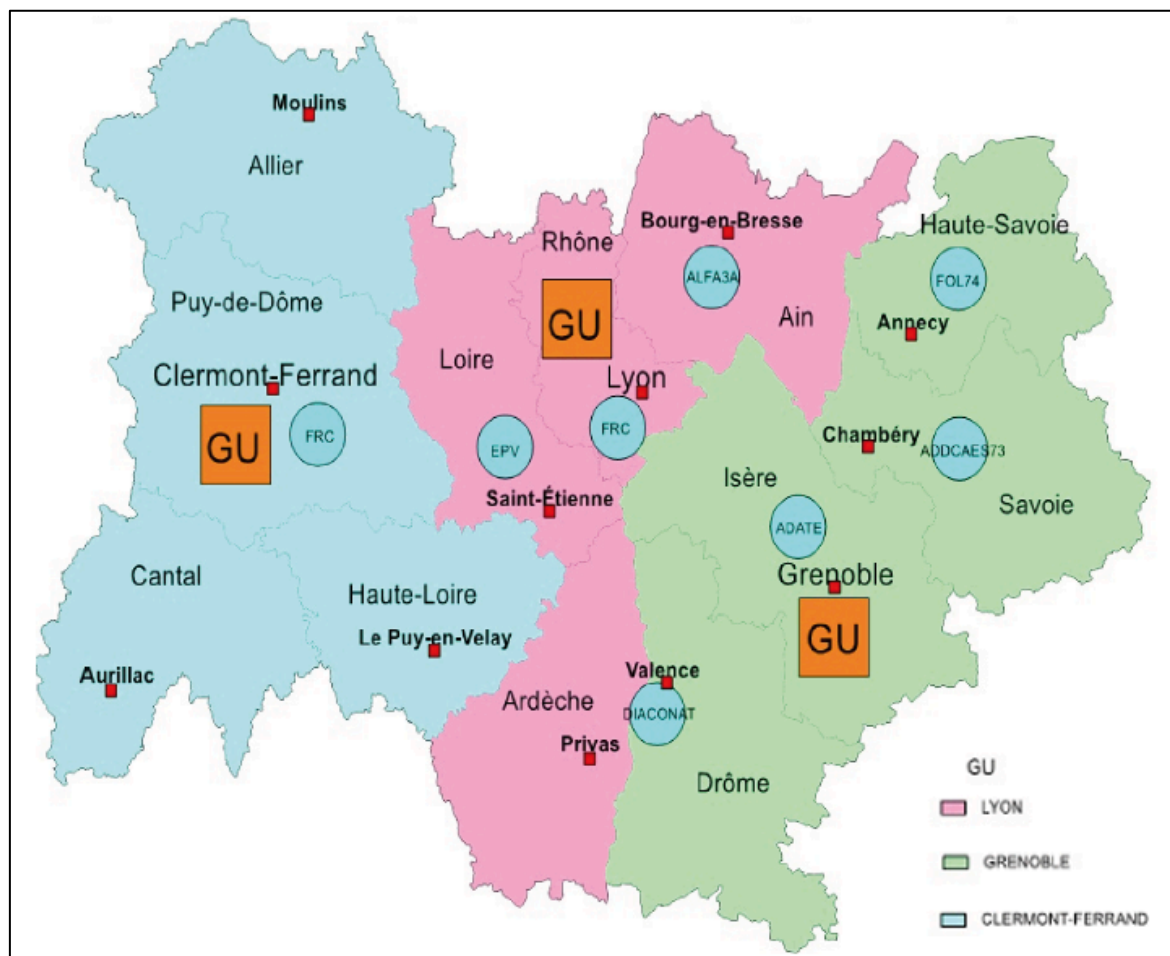 Moulins
Allier
Bourg-en-Bresse
Rhône
Haute-Savoie
ALFA3A
FOL74
Puy-de-Dôme
GU
Ain
Annecy
Loire
Clermont-Ferrand
Lyon
GU
FRC
EPV
FRC
Chambéry
ADDCAES73
Isère
Saint-Étienne
Savoie
ADATE
Cantal
Grenoble
Haute-Loire
GU
Le Puy-en-Velay
Aurillac
Valence
Ardèche
DIACONAT
Privas
Drôme
GU
LYON
GRENOBLE
CLERMONT-FERRAND